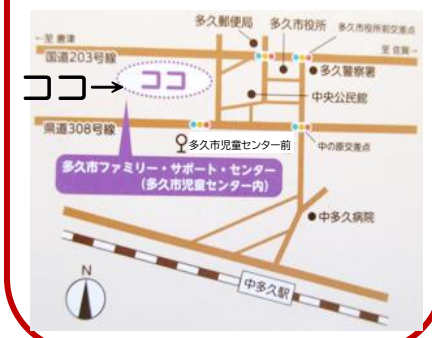 多久郵便局
多久市役所
多久市役所前交差点
←至 唐津
至 佐賀→
国道203号線
多久警察署
ココ→
ココ
中央公民館
県道308号線
多久市児童センター前
中の原交差点
多久市ファミリー・サポート・センター
(多久市児童センター内)
中多久病院
N
中多久駅